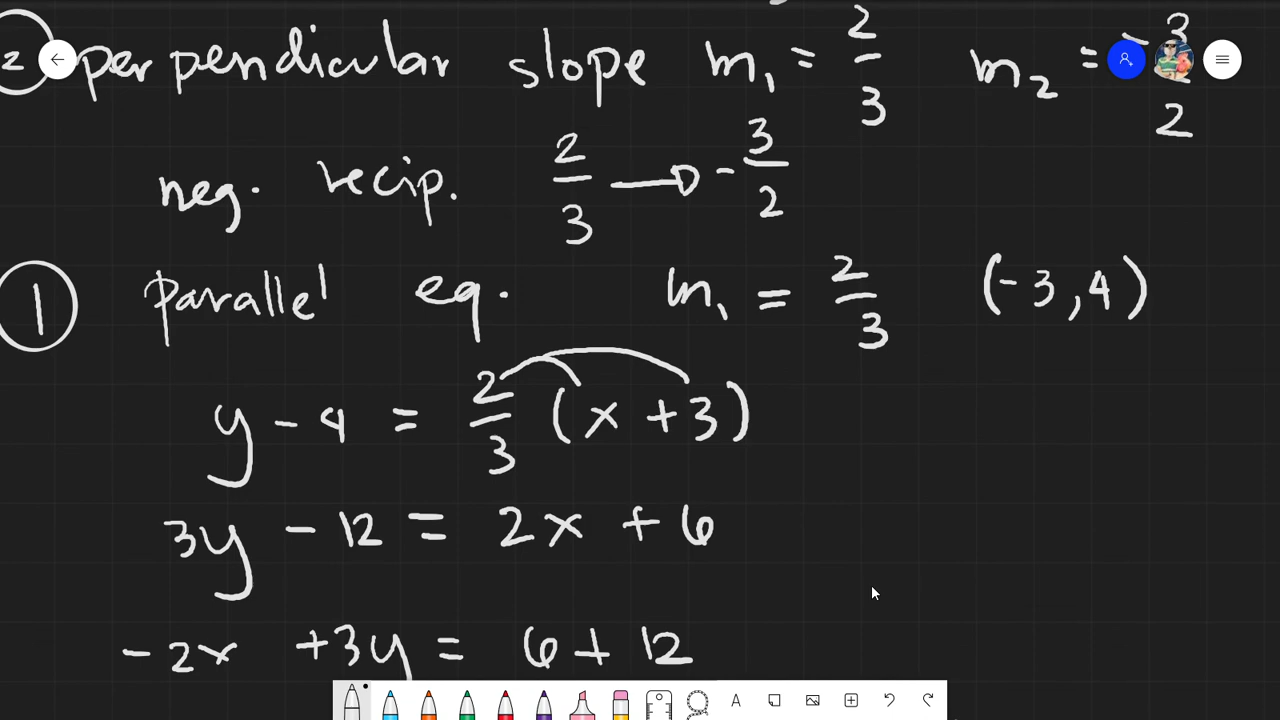 2 perpendicular slope m₁ = 2/3 m₂ = -3/2
neg. recip. 2/3 → -3/2
1 parallel eq. m₁ = 2/3 (-3,4)
y - 4 = 2/3 (x + 3)
3y - 12 = 2x + 6
-2x + 3y = 6 + 12
A